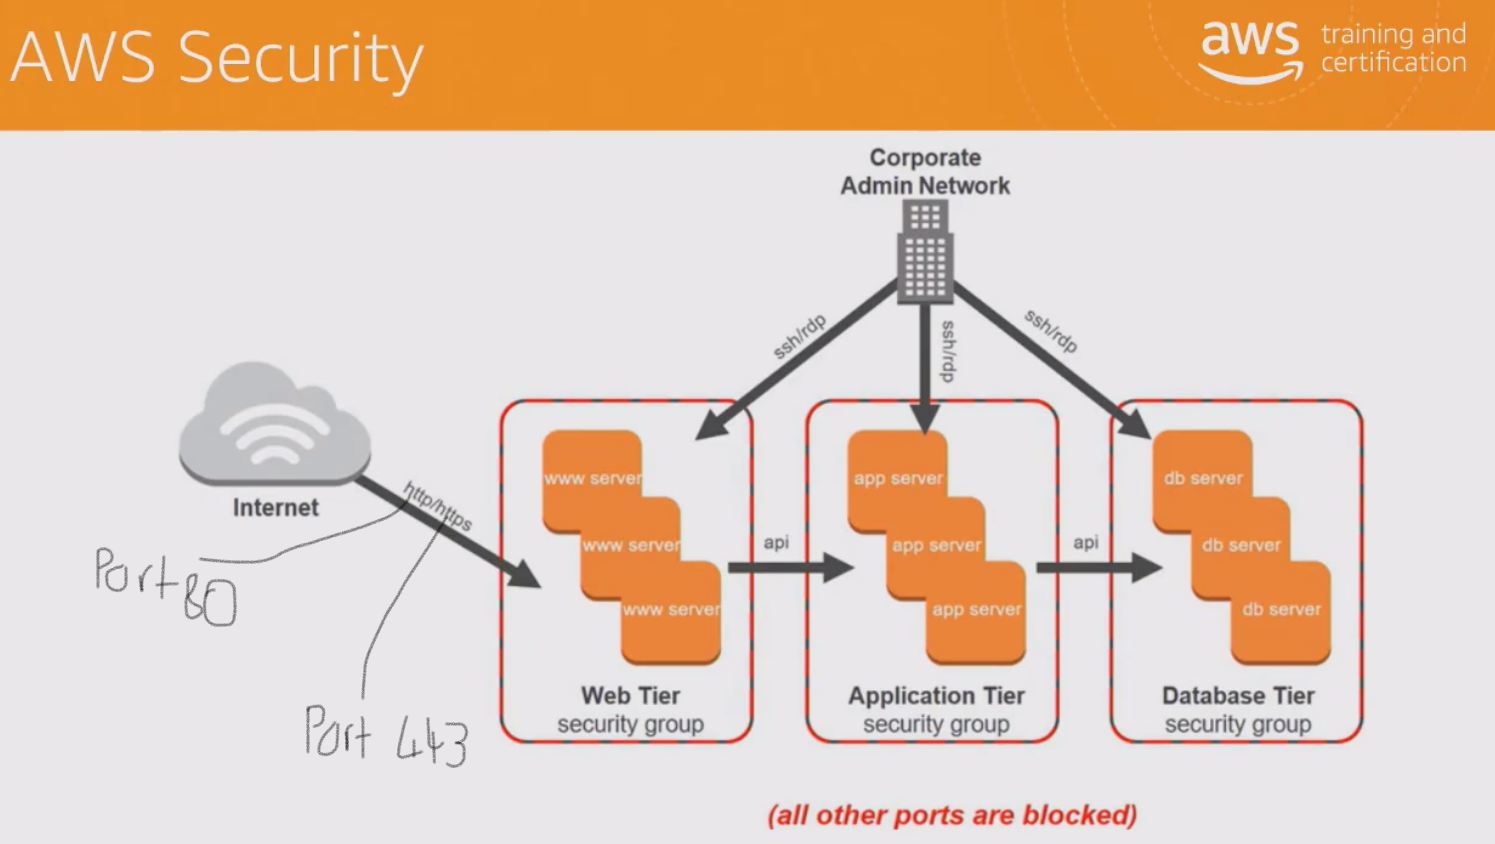 AWS Security
aws training and
certification
Corporate
Admin Network
ssh/rdp
ssh/rdp
ssh/rdp
Internet
http/https
Port 80
Port 443
www server
www server
www server
api
app server
app server
app server
api
db server
db server
db server
Web Tier
security group
Application Tier
security group
Database Tier
security group
(all other ports are blocked)